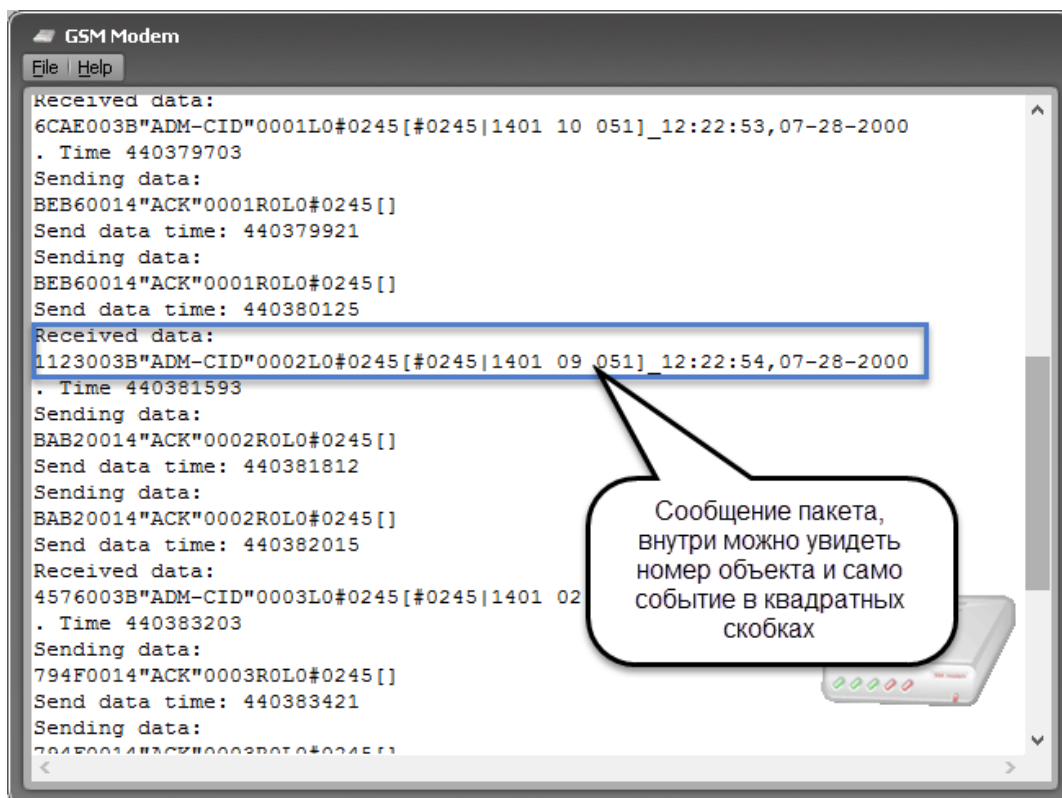 GSM Modem
File Help
Received data:
6CAE003B"ADM-CID"0001L0#0245[#0245|1401 10 051]_12:22:53,07-28-2000
. Time 440379703
Sending data:
BEB60014"ACK"0001R0L0#0245[]
Send data time: 440379921
Sending data:
BEB60014"ACK"0001R0L0#0245[]
Send data time: 440380125
Received data:
1123003B"ADM-CID"0002L0#0245[#0245|1401 09 051]_12:22:54,07-28-2000
. Time 440381593
Sending data:
BAB20014"ACK"0002R0L0#0245[]
Send data time: 440381812
Sending data:
BAB20014"ACK"0002R0L0#0245[]
Send data time: 440382015
Received data:
4576003B"ADM-CID"0003L0#0245[#0245|1401 02
. Time 440383203
Sending data:
794F0014"ACK"0003R0L0#0245[]
Send data time: 440383421
Sending data:
794F0014"ACK"0003R0L0#0245[]
Сообщение пакета,
внутри можно увидеть
номер объекта и само
событие в квадратных
скобках